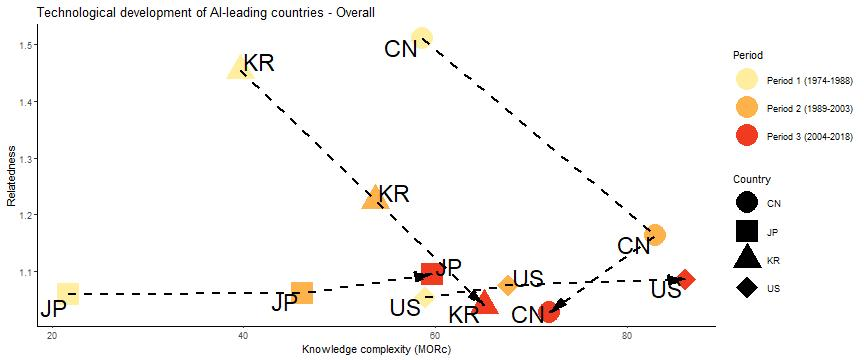 Technological development of AI-leading countries - Overall
Relatedness
1.5
1.4
1.3
1.2
1.1
CN
KR
KR
CN
JP
US
JP
JP
US
US
KR
CN
20
40
60
80
Knowledge complexity (MORc)
Period
Period 1 (1974-1988)
Period 2 (1989-2003)
Period 3 (2004-2018)
Country
CN
JP
KR
US